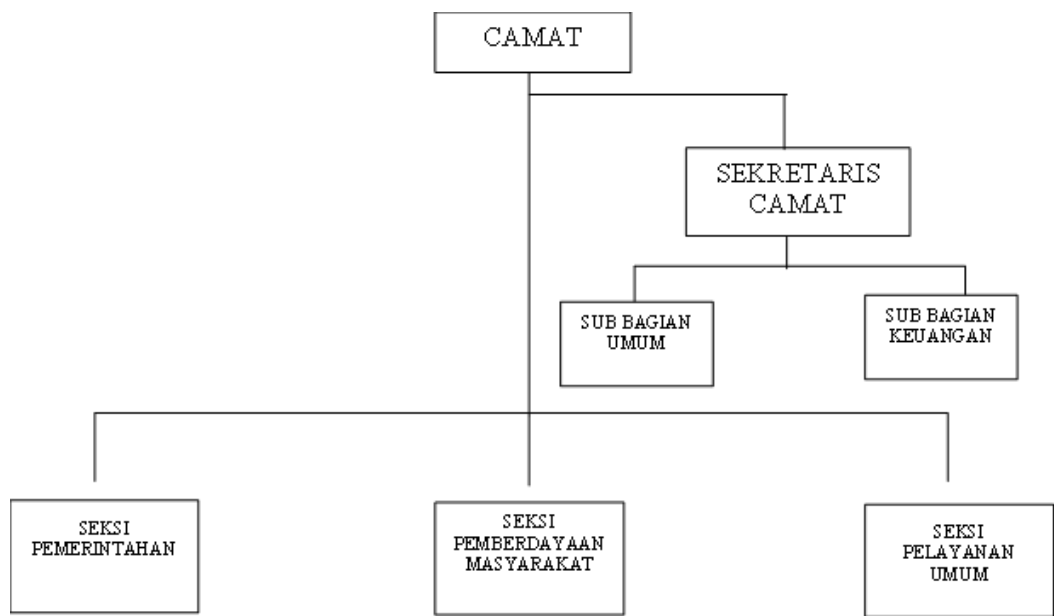 CAMAT
SEKRETARIS
CAMAT
SUB BAGIAN
UMUM
SUB BAGIAN
KEUANGAN
SEKSI
PEMERINTAHAN
SEKSI
PEMBERDAYAAN
MASYARAKAT
SEKSI
PELAYANAN
UMUM